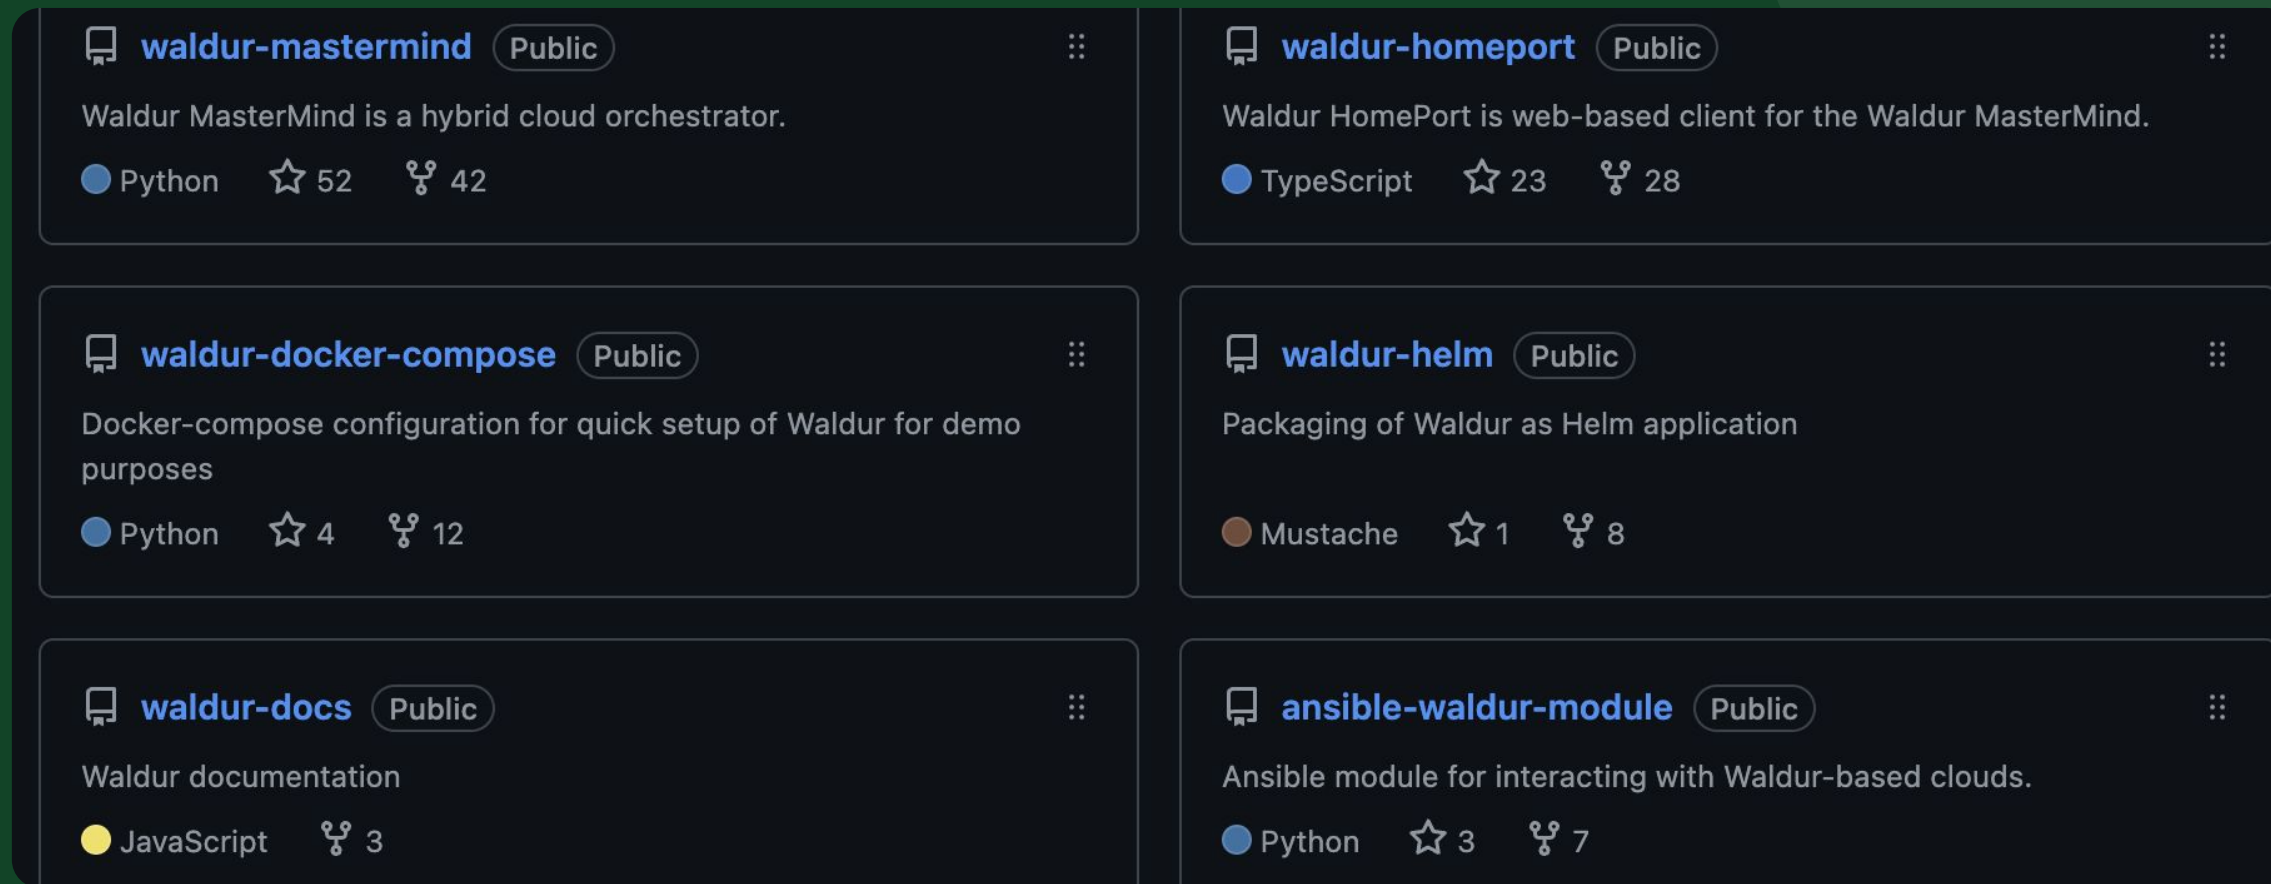 waldur-mastermind Public
Waldur MasterMind is a hybrid cloud orchestrator.
Python 52 42
waldur-homeport Public
Waldur HomePort is web-based client for the Waldur MasterMind.
TypeScript 23 28
waldur-docker-compose Public
Docker-compose configuration for quick setup of Waldur for demo
purposes
Python 4 12
waldur-helm Public
Packaging of Waldur as Helm application
Mustache 1 8
waldur-docs Public
Waldur documentation
JavaScript 3
ansible-waldur-module Public
Ansible module for interacting with Waldur-based clouds.
Python 3 7